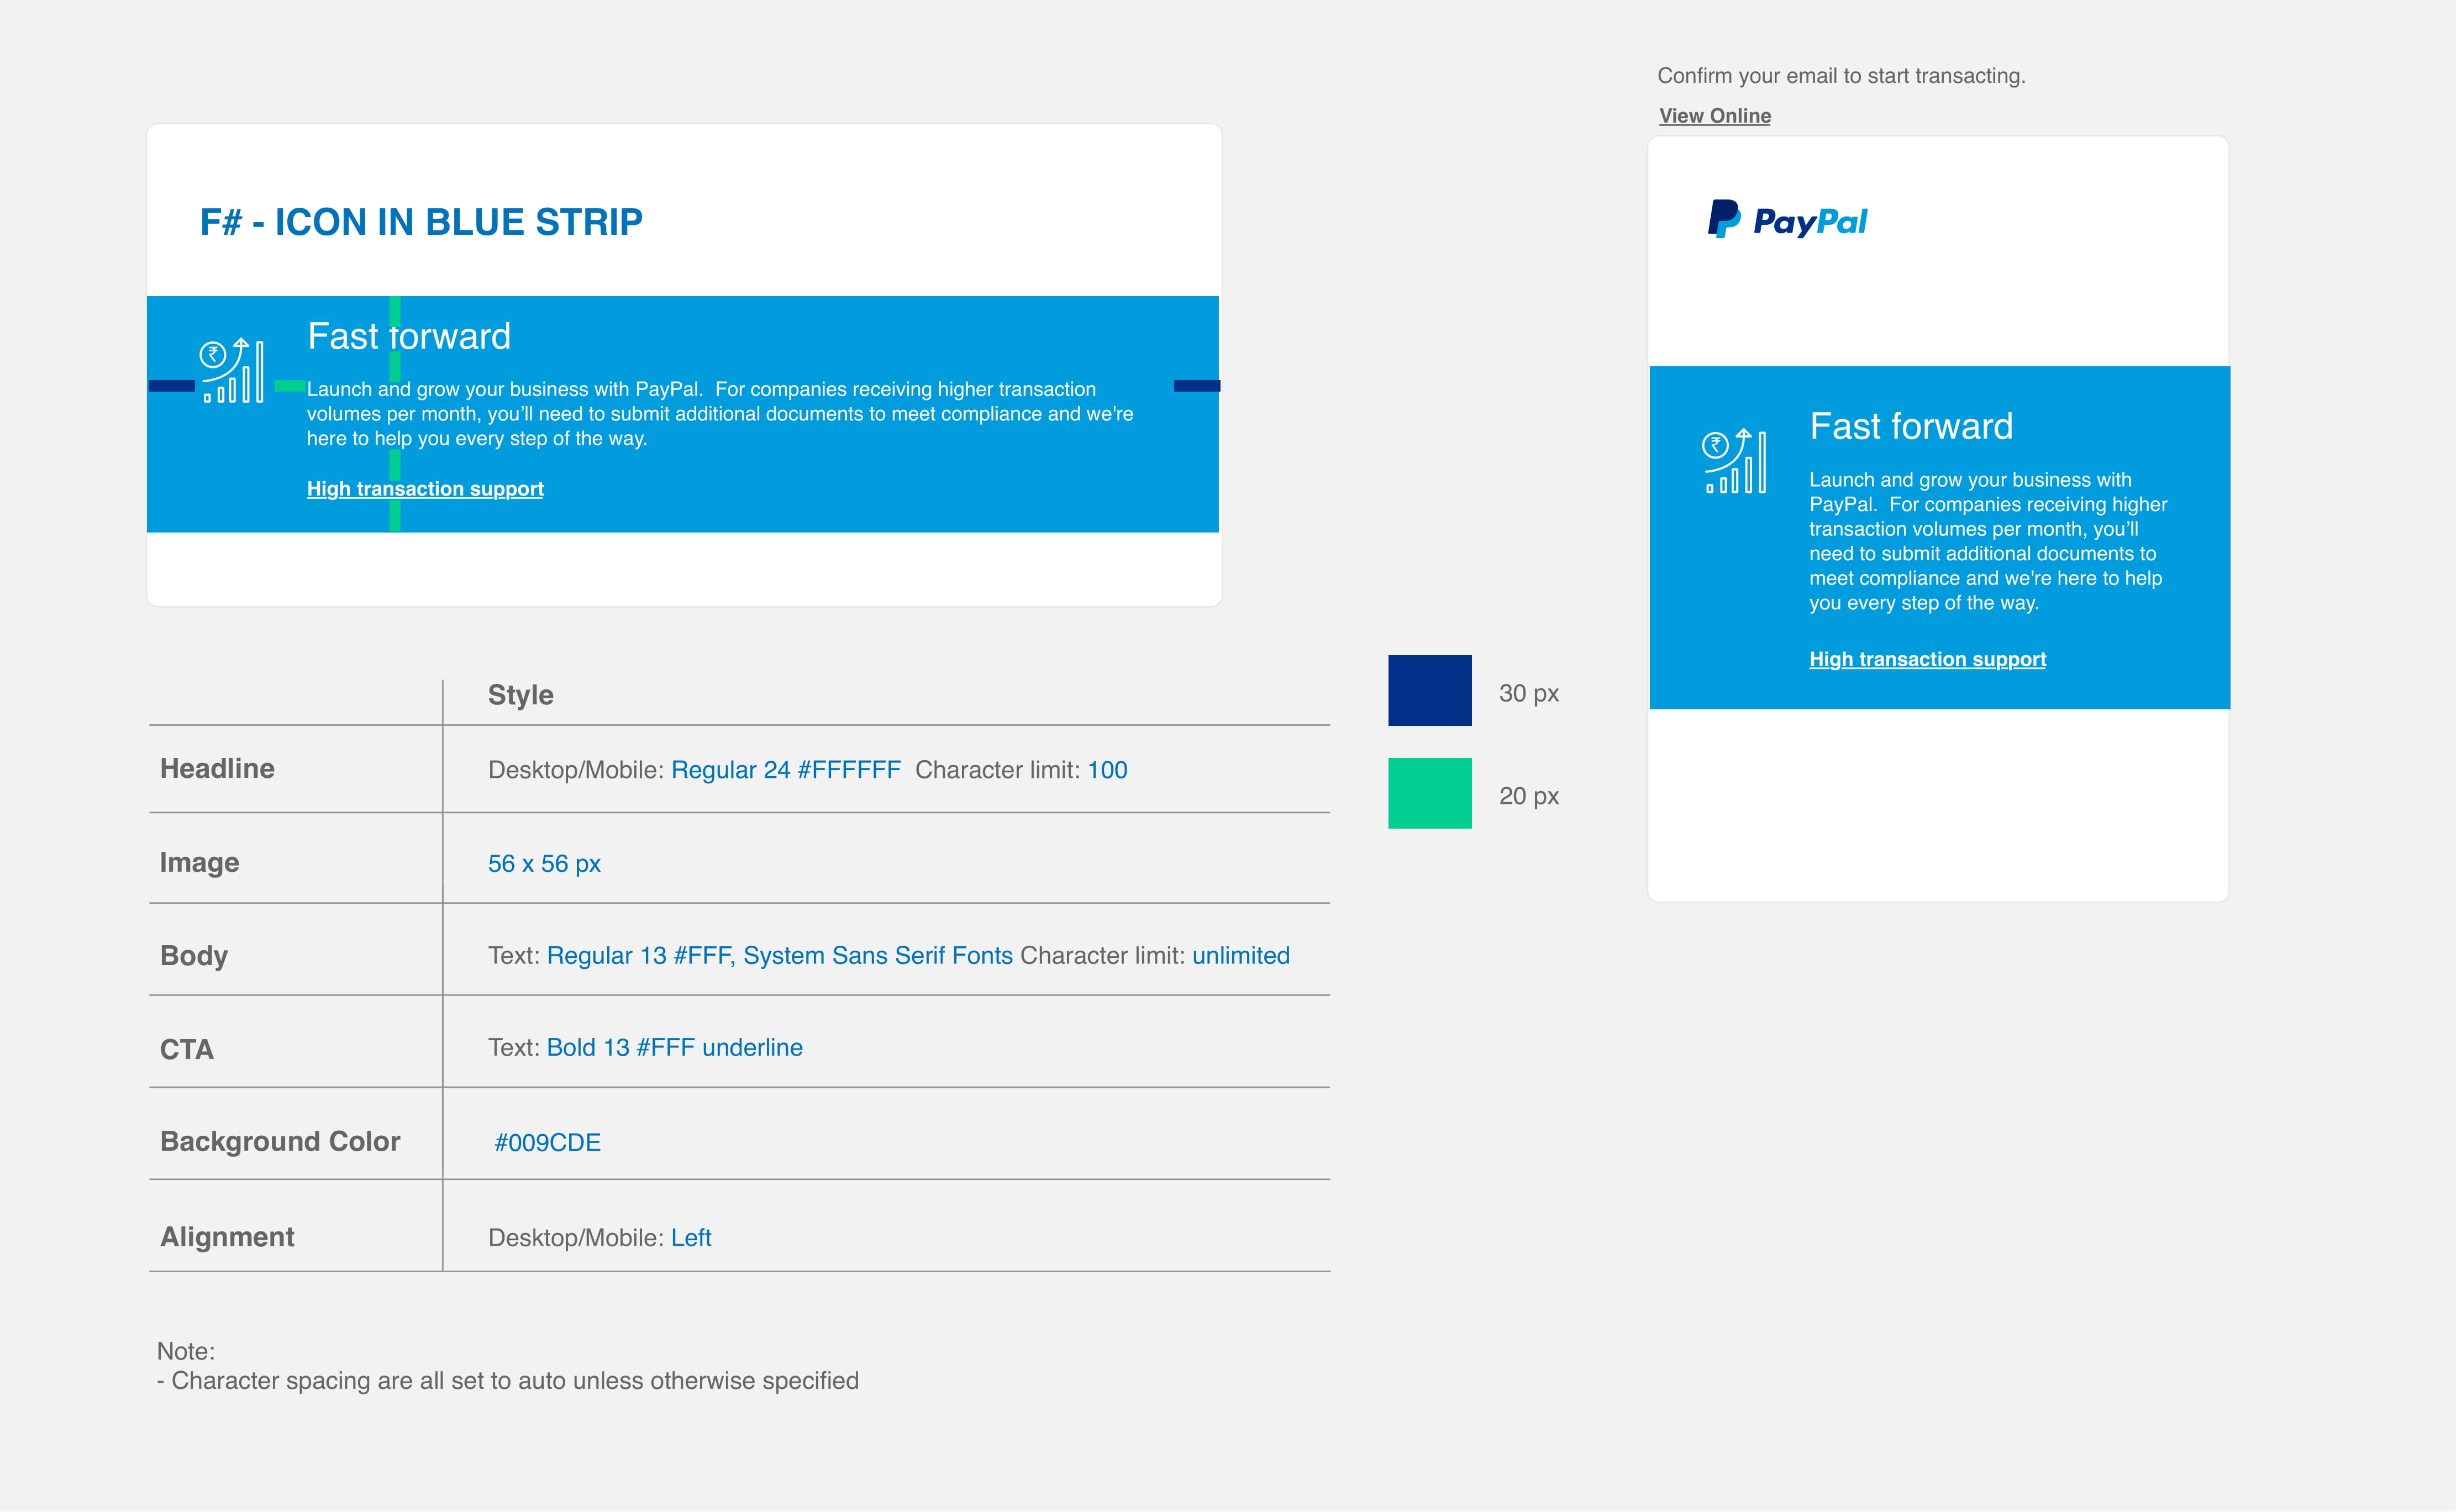 F# - ICON IN BLUE STRIP
₹
Fast forward
Launch and grow your business with PayPal.  For companies receiving higher transaction
volumes per month, you’ll need to submit additional documents to meet compliance and we're
here to help you every step of the way.
High transaction support
Style
Headline
Desktop/Mobile: Regular 24 #FFFFFF  Character limit: 100
Image
56 x 56 px
Body
Text: Regular 13 #FFF, System Sans Serif Fonts Character limit: unlimited
CTA
Text: Bold 13 #FFF underline
Background Color
#009CDE
Alignment
Desktop/Mobile: Left
Note:
- Character spacing are all set to auto unless otherwise specified
30 px
20 px
Confirm your email to start transacting.
View Online
PayPal
₹
Fast forward
Launch and grow your business with
PayPal.  For companies receiving higher
transaction volumes per month, you’ll
need to submit additional documents to
meet compliance and we're here to help
you every step of the way.
High transaction support